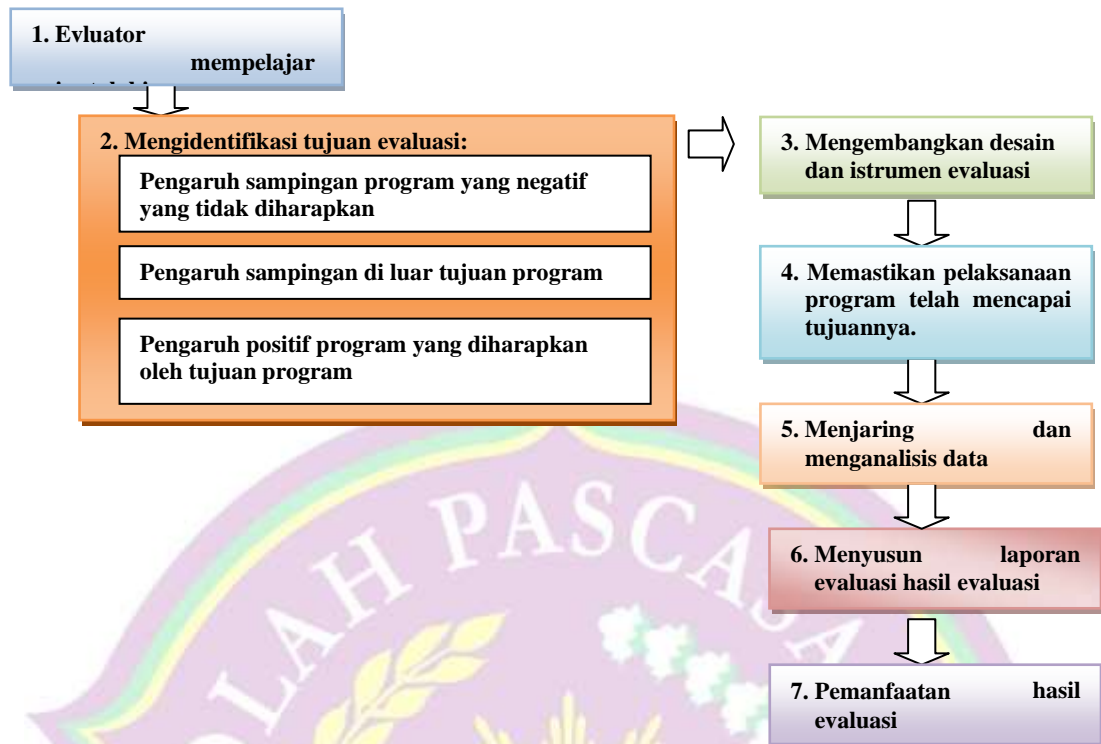 1. Evluator
mempelajar
2. Mengidentifikasi tujuan evaluasi:
Pengaruh sampingan program yang negatif
yang tidak diharapkan
Pengaruh sampingan di luar tujuan program
Pengaruh positif program yang diharapkan
oleh tujuan program
3. Mengembangkan desain
dan istrumen evaluasi
4. Memastikan pelaksanaan
program telah mencapai
tujuannya.
5. Menjaring dan
menganalisis data
6. Menyusun laporan
evaluasi hasil evaluasi
7. Pemanfaatan hasil
evaluasi
LAH PASCASA